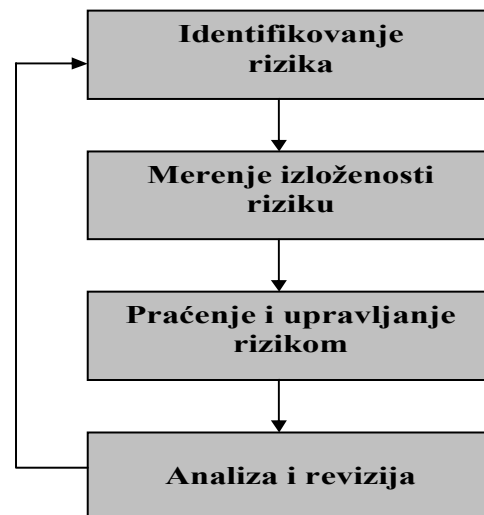 Identifikovanje
rizika
Merenje izloženosti
riziku
Praćenje i upravljanje
rizikom
Analiza i revizija